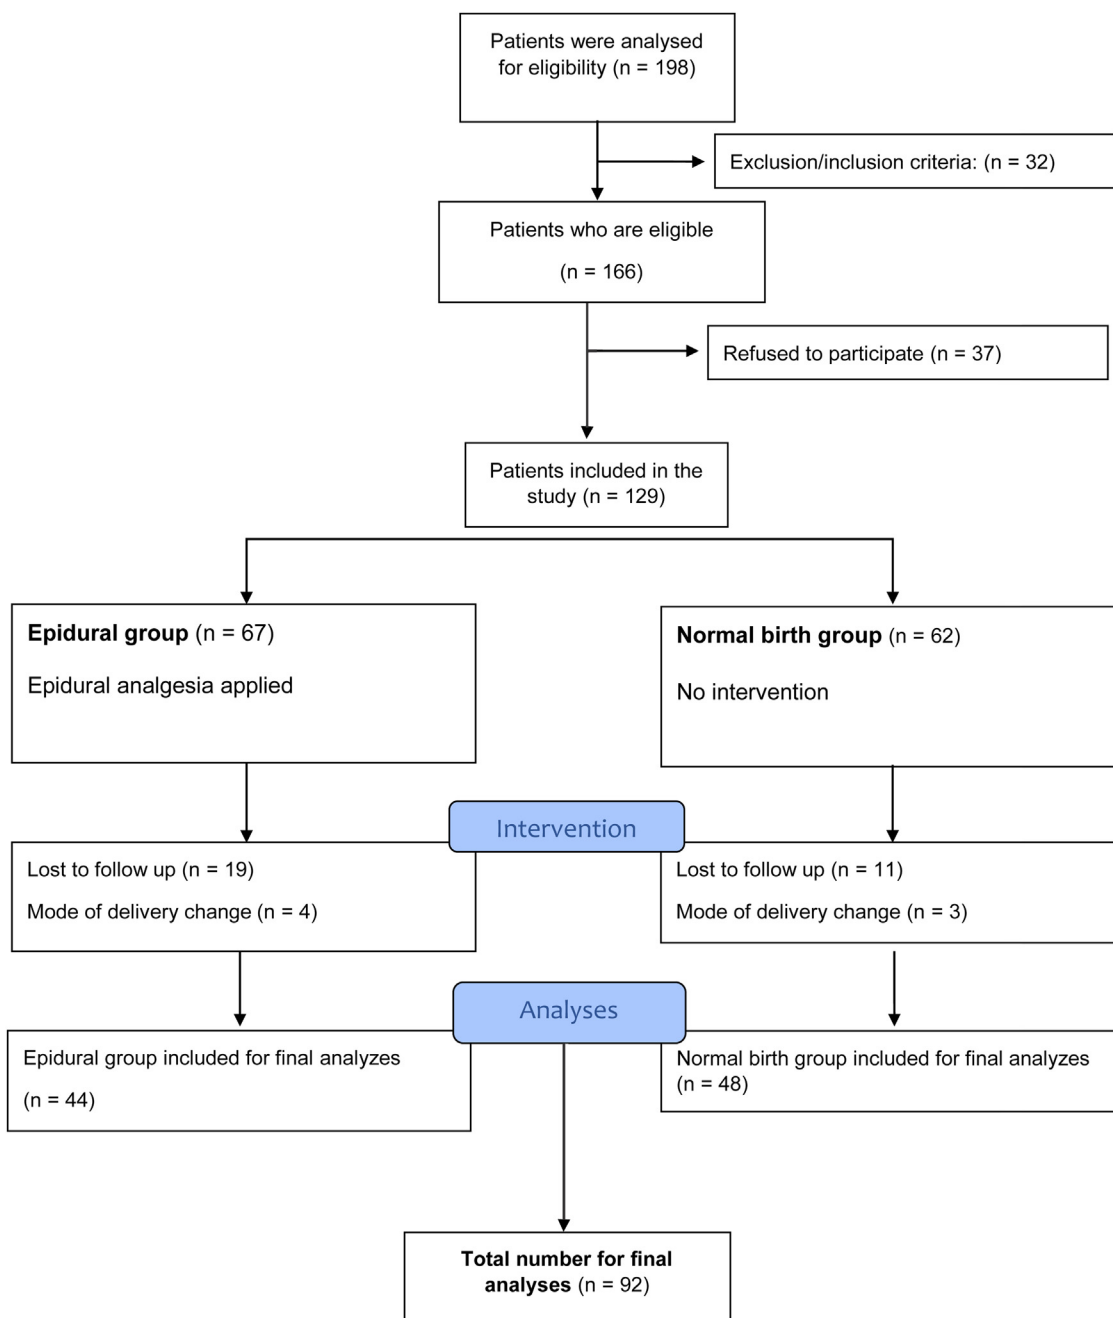 Patients were analysed
for eligibility (n = 198)
Exclusion/inclusion criteria: (n = 32)
Patients who are eligible
(n = 166)
Refused to participate (n = 37)
Patients included in the
study (n = 129)
Epidural group (n = 67)
Epidural analgesia applied
Normal birth group (n = 62)
No intervention
Intervention
Lost to follow up (n = 19)
Mode of delivery change (n = 4)
Lost to follow up (n = 11)
Mode of delivery change (n = 3)
Analyses
Epidural group included for final analyzes
(n = 44)
Normal birth group included for final analyzes
(n = 48)
Total number for final
analyses (n = 92)